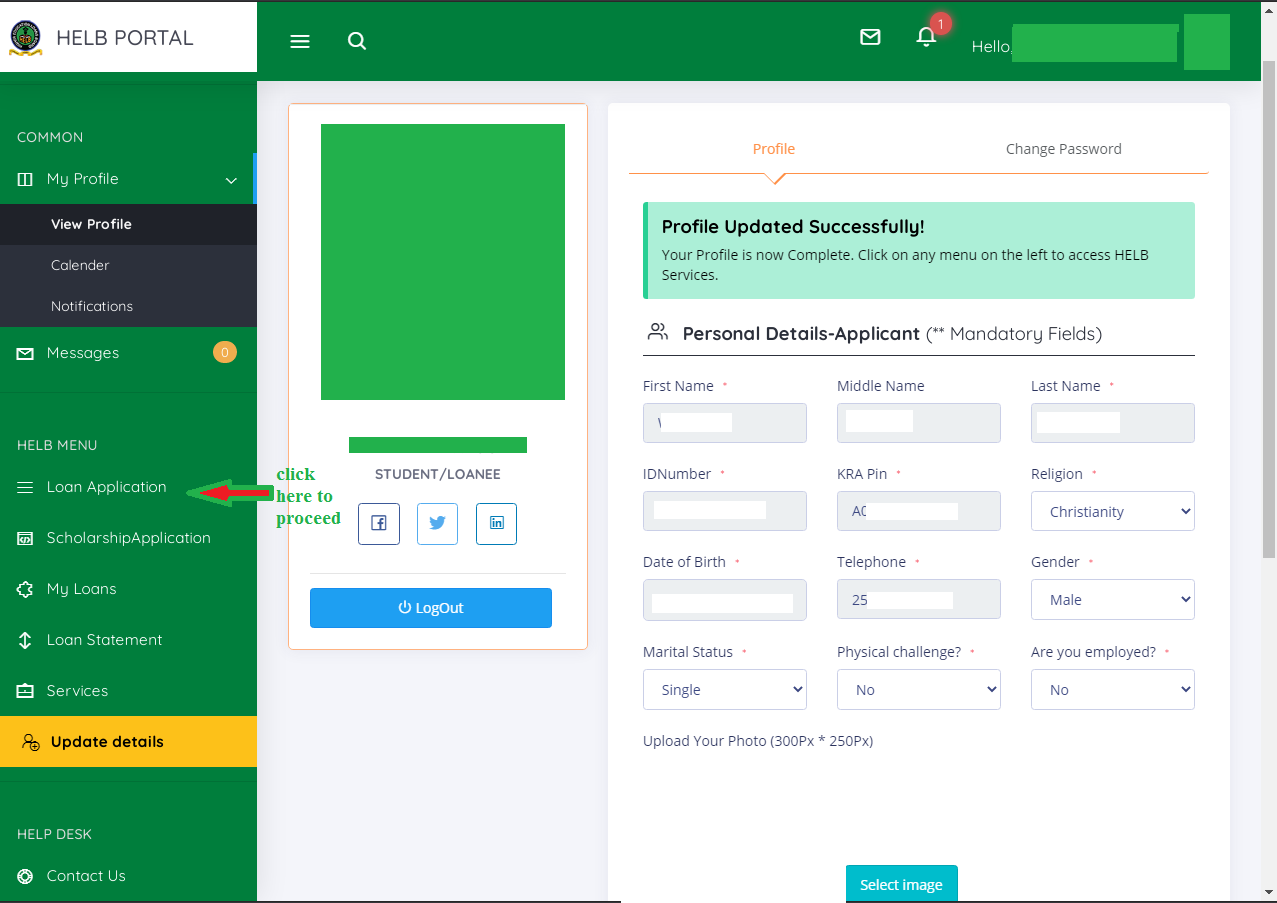 HELB PORTAL
1
Hello,
COMMON
My Profile
View Profile
Calender
Notifications
Messages
0
HELB MENU
Loan Application
ScholarshipApplication
My Loans
Loan Statement
Services
Update details
HELP DESK
Contact Us
click
here to
proceed
STUDENT/LOANEE
LogOut
Profile
Change Password
Profile Updated Successfully!
Your Profile is now Complete. Click on any menu on the left to access HELB
Services.
Personal Details-Applicant (** Mandatory Fields)
First Name *
Middle Name
Last Name *
IDNumber *
KRA Pin *
Religion *
A0
Christianity
Date of Birth *
Telephone *
Gender *
25
Male
Marital Status *
Physical challenge? *
Are you employed? *
Single
No
No
Upload Your Photo (300Px * 250Px)
Select image